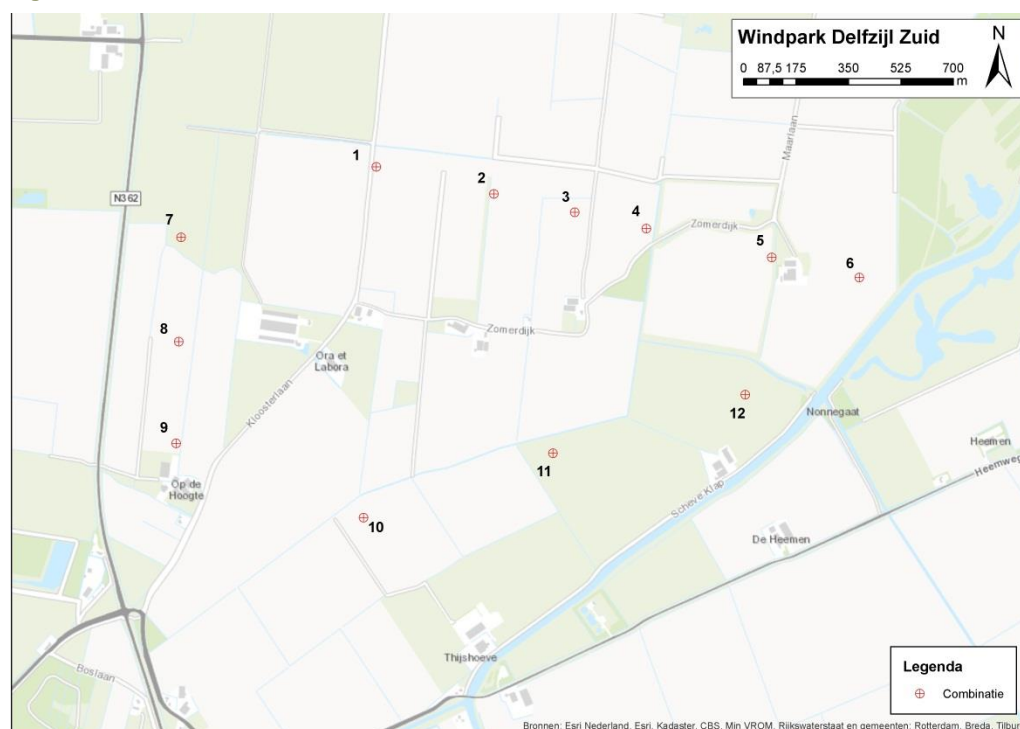 Windpark Delfzijl Zuid
N
0 87,5 175 350 525 700
m
Maarlaan
1
2
3
4
N362
7
Zomerdijk
5
6
Zomerdijk
8
Ora et
Labora
Kloosterlaan
12
Nonnegaat
9
11
Heemen
Heemweg
Op de
Hoogte
Scheve Klap
10
De Heemen
Thijshoeve
Boslaan
Legenda
Combinatie
Bronnen: Esri Nederland, Esri, Kadaster, CBS, Min VROM, Rijkswaterstaat en gemeenten: Rotterdam, Breda, Tilbur